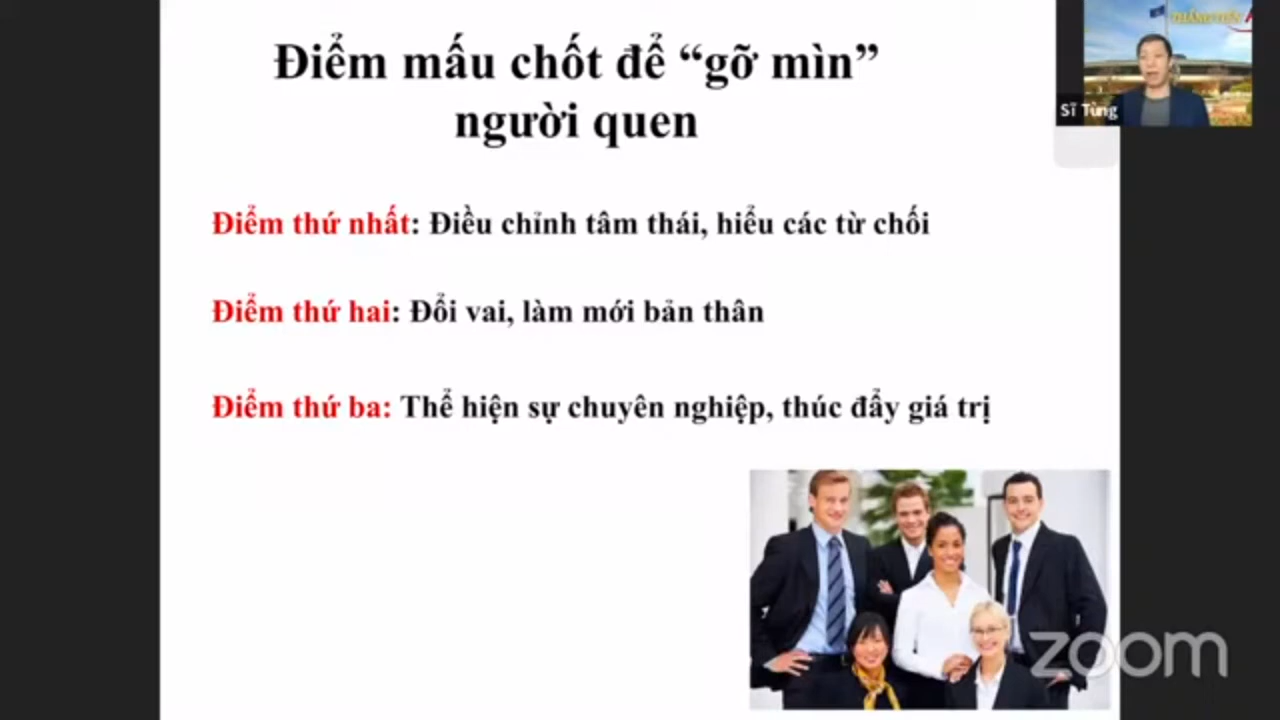 Điểm mấu chốt để “gỡ mìn”
người quen
Điểm thứ nhất: Điều chỉnh tâm thái, hiểu các từ chối
Điểm thứ hai: Đổi vai, làm mới bản thân
Điểm thứ ba: Thể hiện sự chuyên nghiệp, thúc đẩy giá trị
Sĩ Tùng
zoom